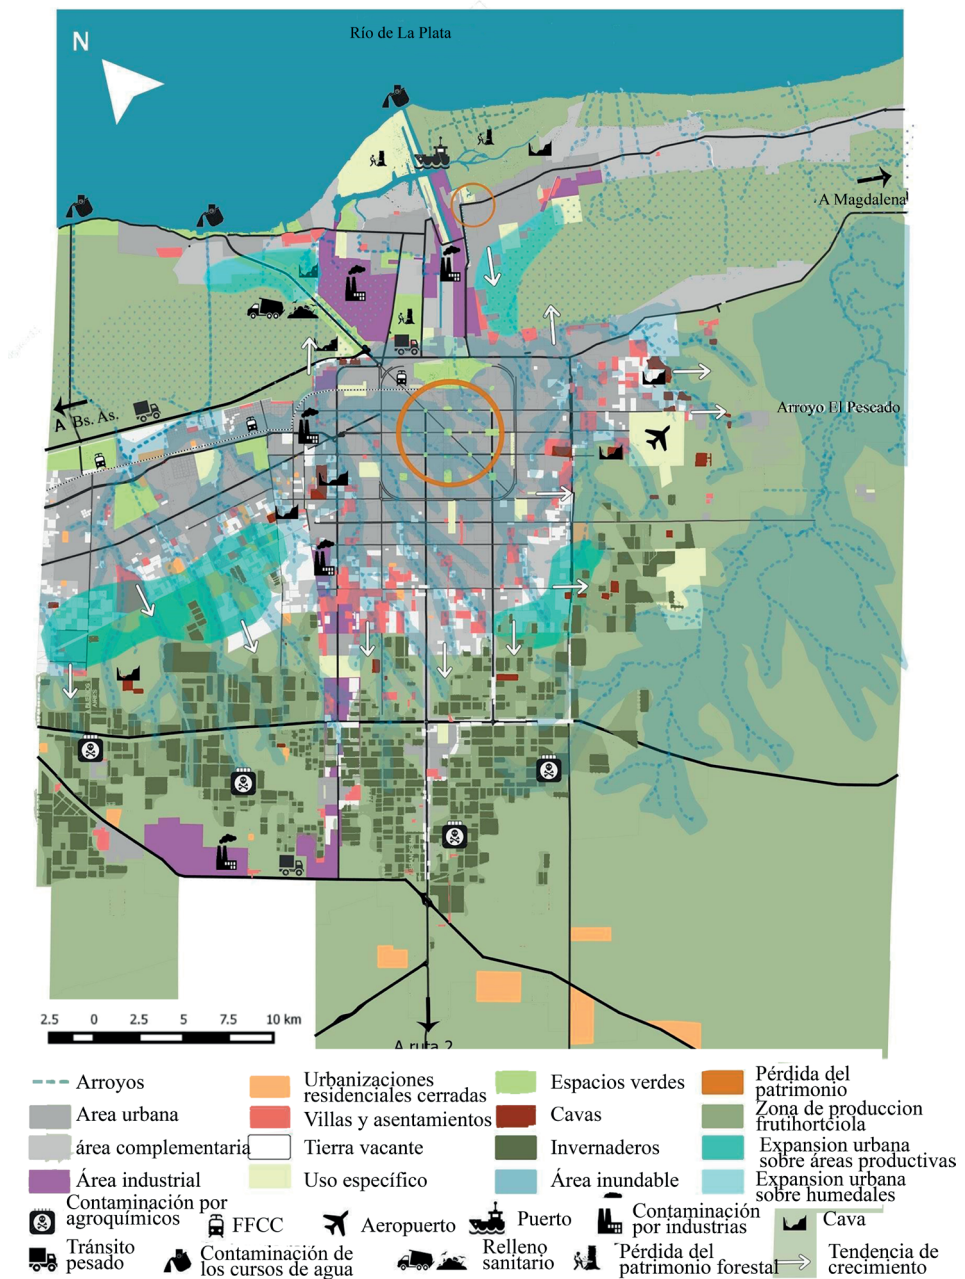 Río de La Plata
N
A Magdalena
A Bs. As.
Arroyo El Pescado
2.5 0 2.5 5 7.5 10 km
A ruta 2
Arroyos
Area urbana
área complementaria
Área industrial
Urbanizaciones
residenciales cerradas
Villas y asentamientos
Tierra vacante
Uso específico
Espacios verdes
Cavas
Invernaderos
Área inundable
Pérdida del
patrimonio
Zona de produccion
frutihortciola
Expansion urbana
sobre áreas productivas
Expansion urbana
sobre humedales
Contaminación por
agroquímicos
FFCC
Aeropuerto
Puerto
Contaminación
por industrias
Cava
Tránsito
pesado
Contaminación de
los cursos de agua
Relleno
sanitario
Pérdida del
patrimonio forestal
Tendencia de
crecimiento